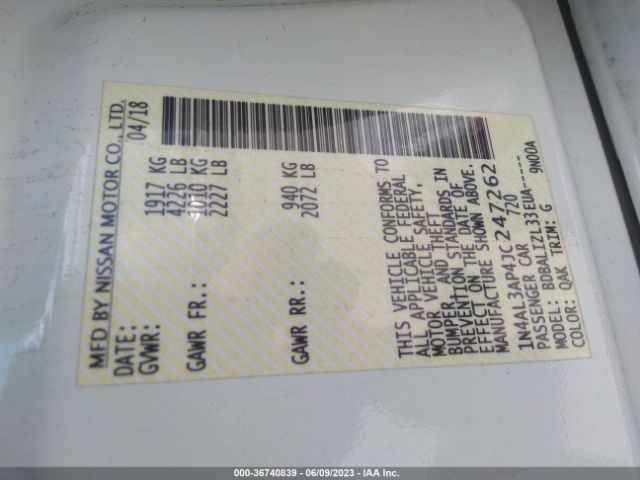 MFD BY NISSAN MOTOR CO., LTD.
DATE: 04/18
GVWR: 1917 KG
4226 LB
GAWR FR.: 1010 KG
2227 LB
GAWR RR.: 940 KG
2072 LB
THIS VEHICLE CONFORMS TO
ALL APPLICABLE FEDERAL
MOTOR VEHICLE SAFETY,
BUMPER, AND THEFT
PREVENTION STANDARDS IN
EFFECT ON THE DATE OF
MANUFACTURE SHOWN ABOVE.
1N4AL3AP4JC247262
PASSENGER CAR 720
MODEL: BDBALIZL33EUA-----
COLOR: QAK TRIM: G 9N00A
000-36740839 - 06/09/2023 - IAA Inc.